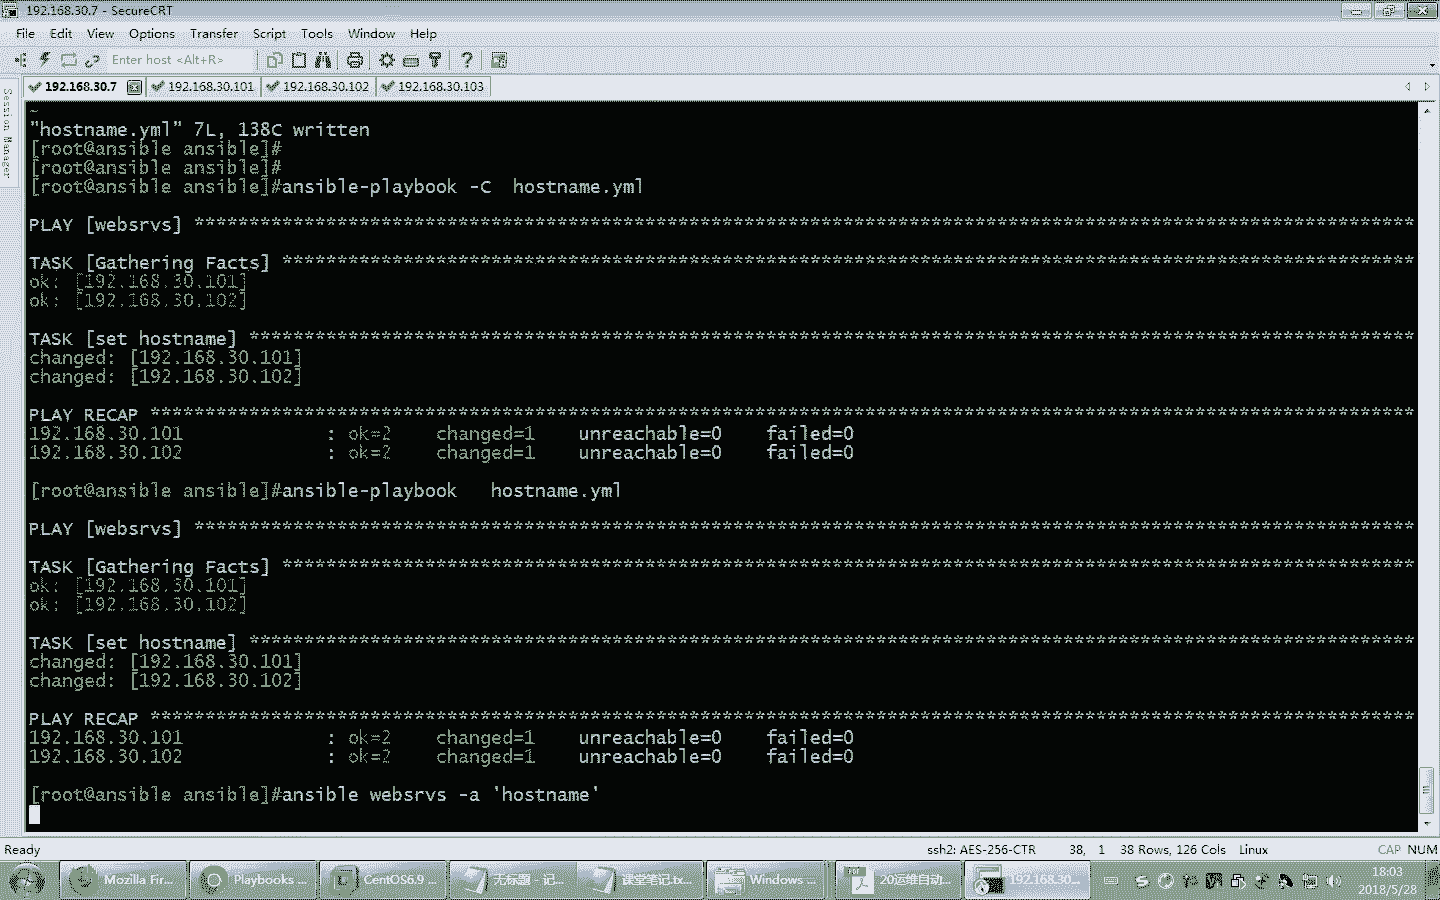 192.168.30.7 - SecureCRT
File Edit View Options Transfer Script Tools Window Help
Enter host <Alt+R>
192.168.30.7 192.168.30.101 192.168.30.102 192.168.30.103
Session Manager
~
"hostname.yml" 7L, 138C written
[root@ansible ansible]#
[root@ansible ansible]#
[root@ansible ansible]#ansible-playbook -C  hostname.yml
PLAY [websrvs] ****************************************************************************************************************
TASK [Gathering Facts] ********************************************************************************************************
ok: [192.168.30.101]
ok: [192.168.30.102]
TASK [set hostname] ***********************************************************************************************************
changed: [192.168.30.101]
changed: [192.168.30.102]
PLAY RECAP ********************************************************************************************************************
192.168.30.101             : ok=2    changed=1    unreachable=0    failed=0
192.168.30.102             : ok=2    changed=1    unreachable=0    failed=0
[root@ansible ansible]#ansible-playbook   hostname.yml
PLAY [websrvs] ****************************************************************************************************************
TASK [Gathering Facts] ********************************************************************************************************
ok: [192.168.30.101]
ok: [192.168.30.102]
TASK [set hostname] ***********************************************************************************************************
changed: [192.168.30.101]
changed: [192.168.30.102]
PLAY RECAP ********************************************************************************************************************
192.168.30.101             : ok=2    changed=1    unreachable=0    failed=0
192.168.30.102             : ok=2    changed=1    unreachable=0    failed=0
[root@ansible ansible]#ansible websrvs -a 'hostname'
Ready ssh2: AES-256-CTR 38, 1 38 Rows, 126 Cols Linux CAP NUM
Mozilla Fir... Playbooks ... CentOS6.9 ... 无标题 - 记... 课堂笔记.tx... Windows ... 20运维自动... 192.168.30... 18:03
2018/5/28